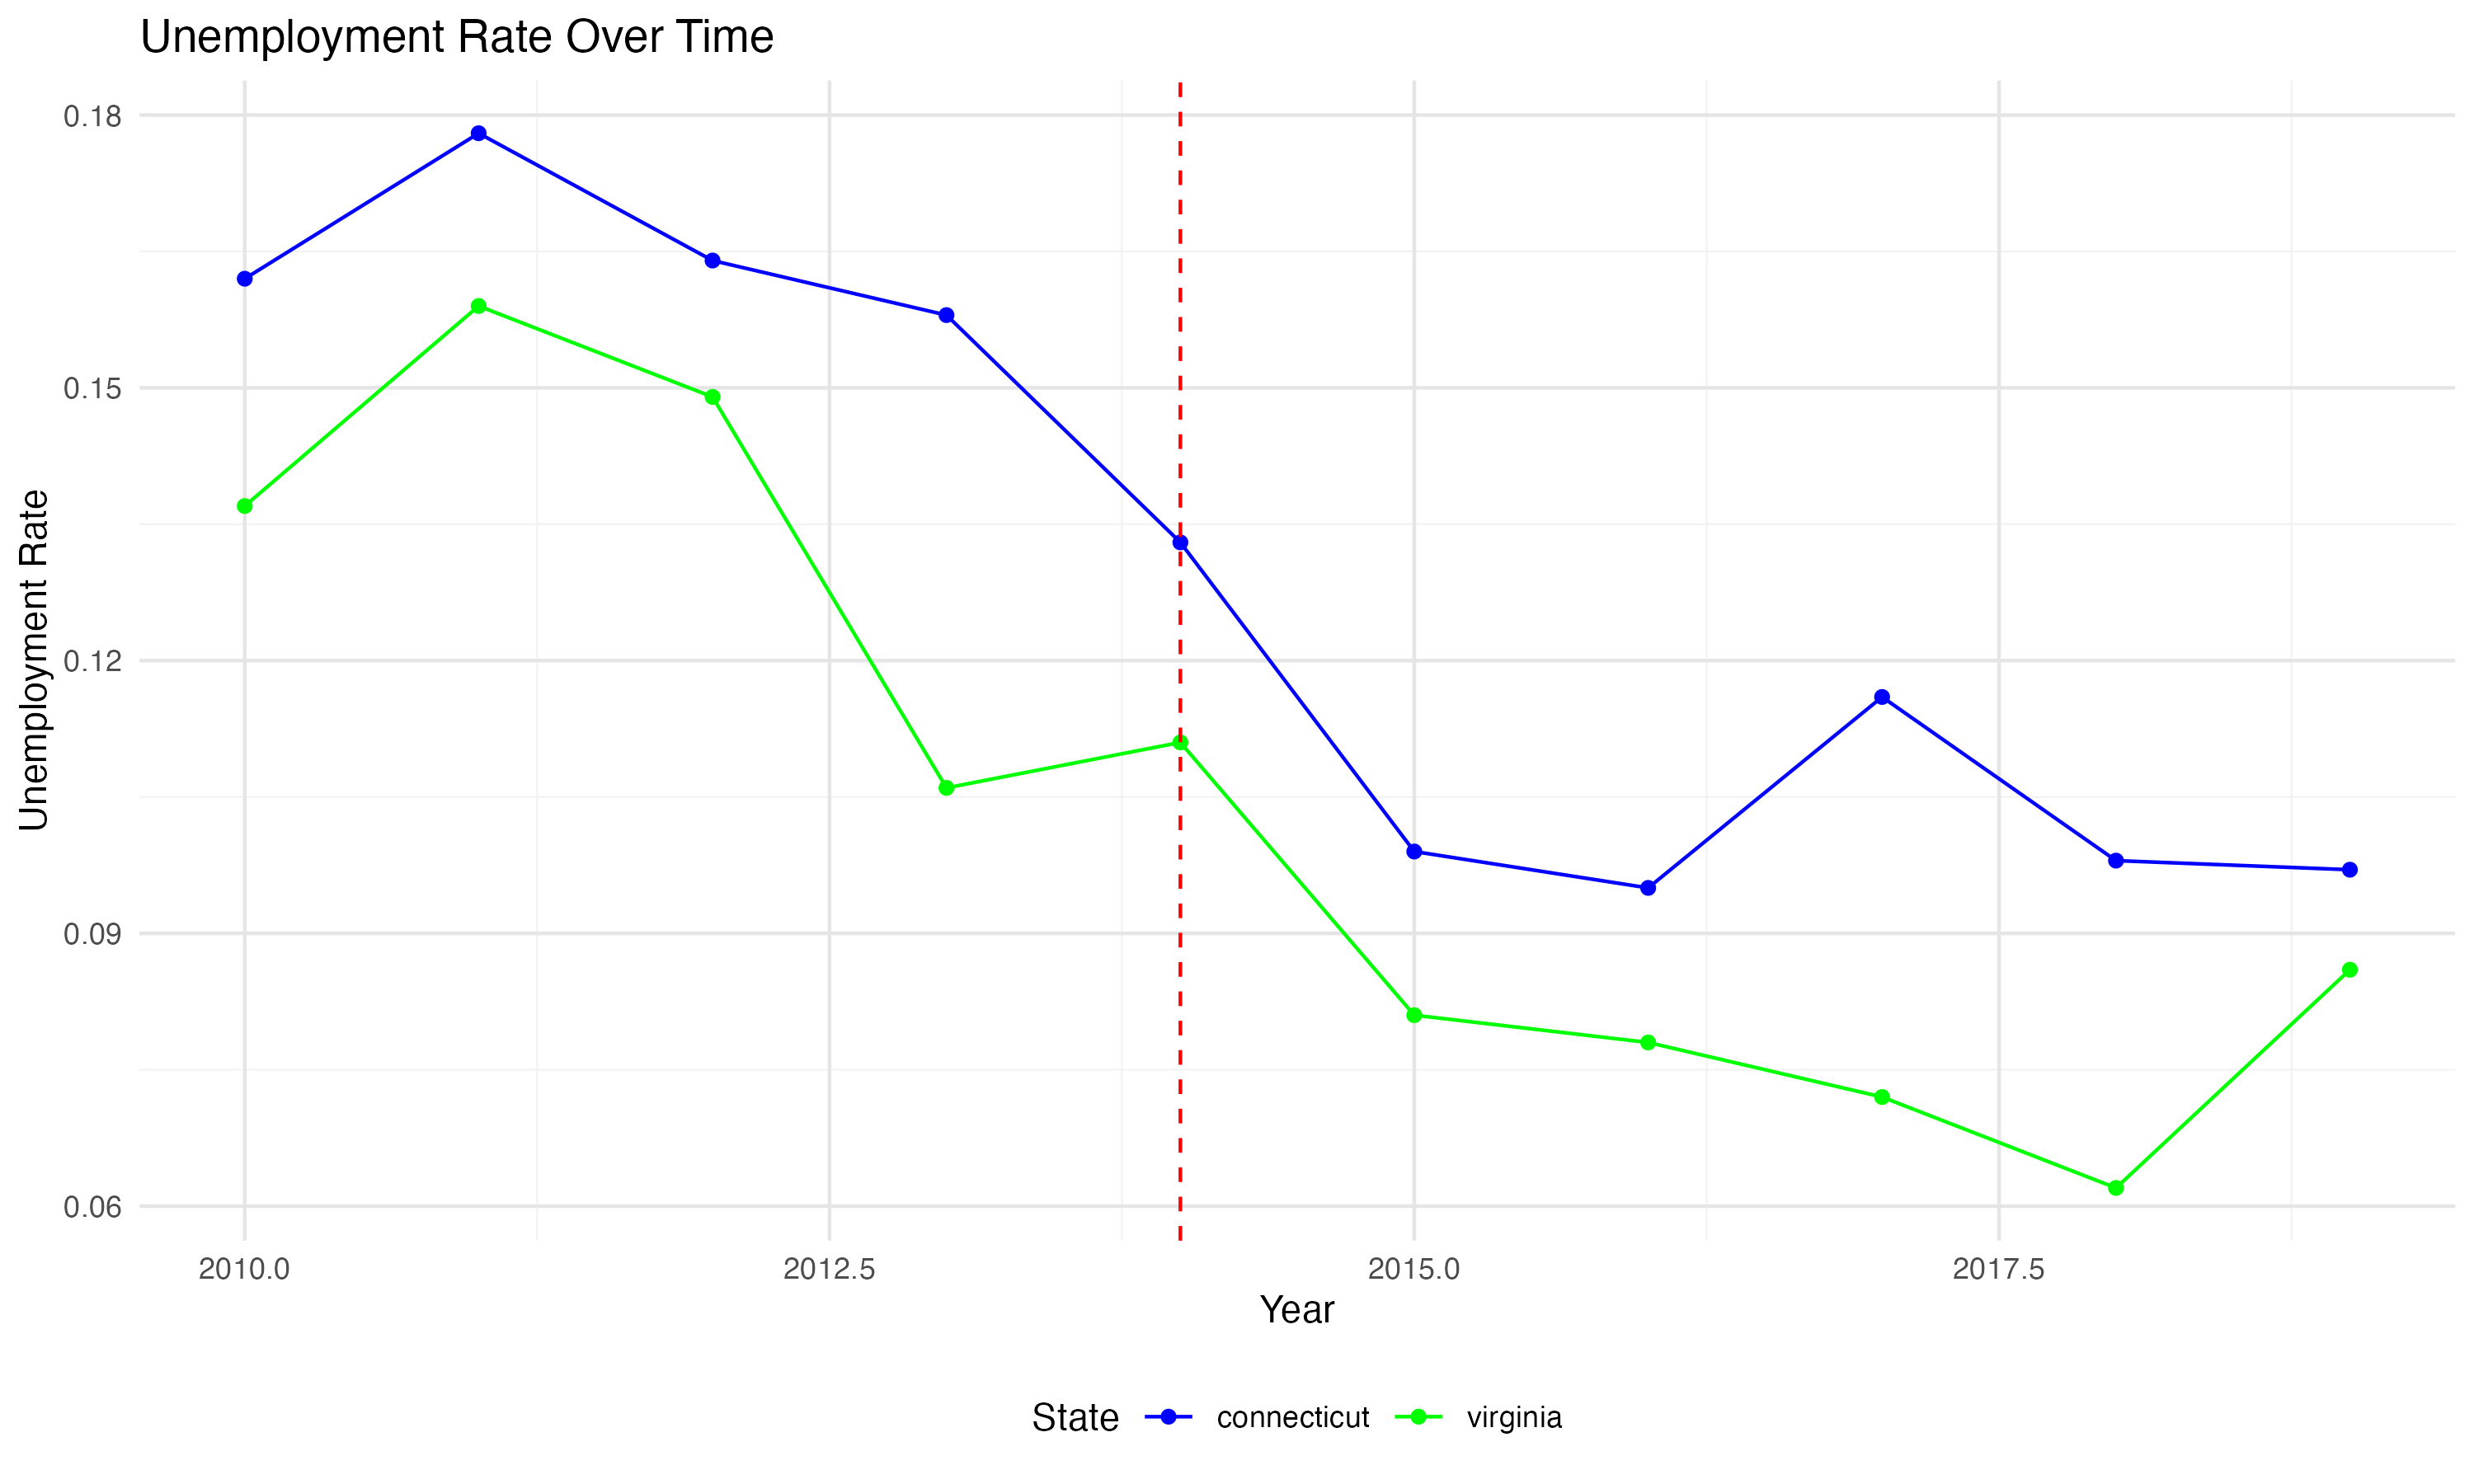 Unemployment Rate Over Time
Unemployment Rate
0.18
0.15
0.12
0.09
0.06
2010.0 2012.5 2015.0 2017.5
Year
State connecticut virginia